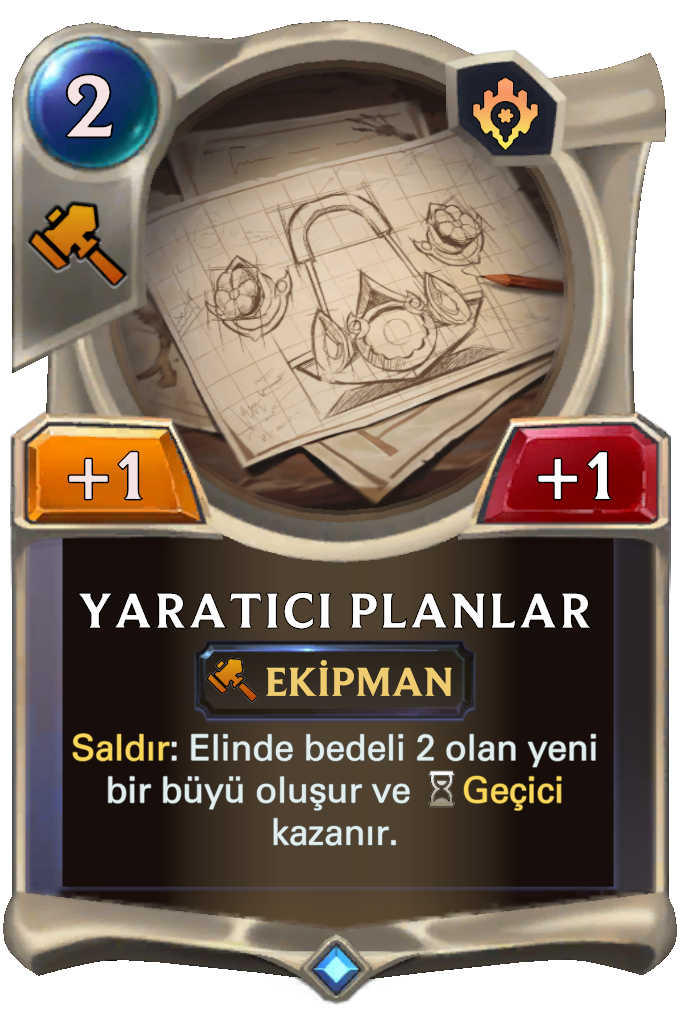 2
+1
+1
YARATICI PLANLAR
EKİPMAN
Saldır: Elinde bedeli 2 olan yeni
bir büyü oluşur ve Geçici
kazanır.